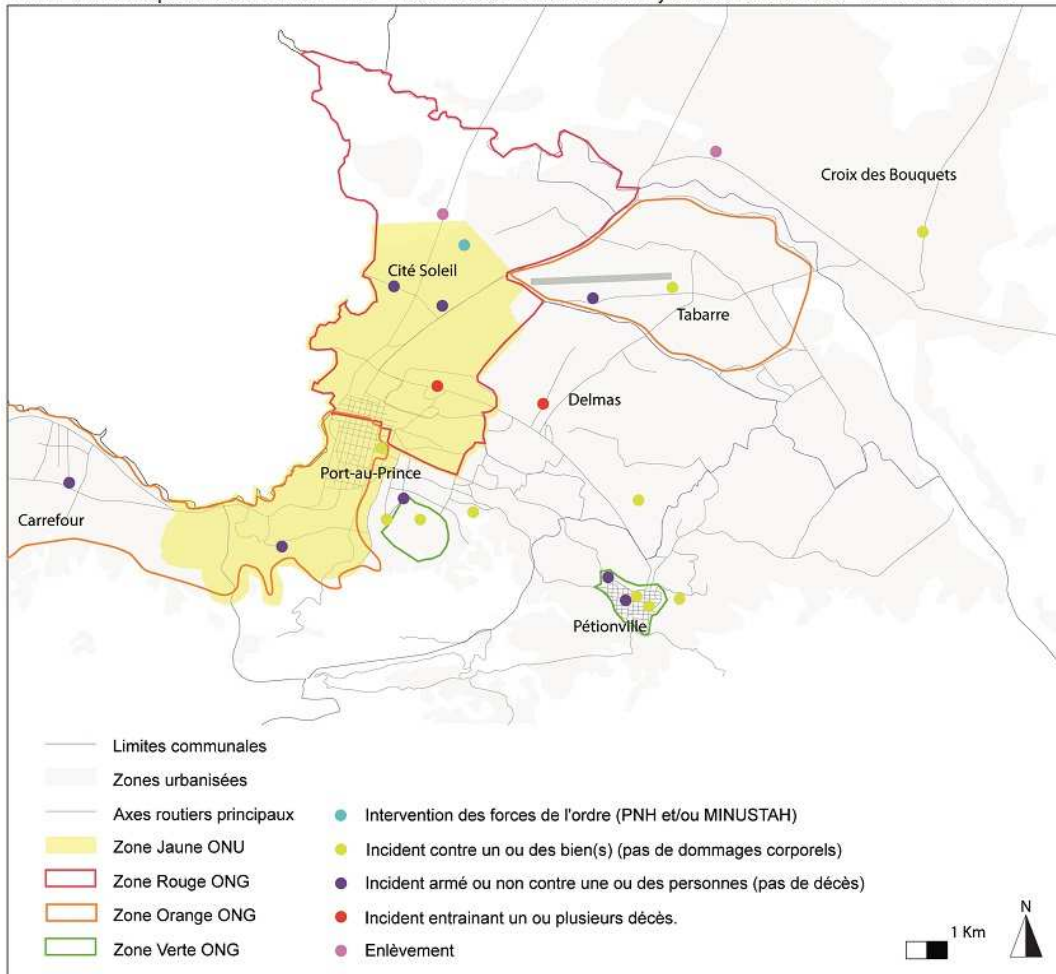 Croix des Bouquets
Cité Soleil
Tabarre
Delmas
Port-au-Prince
Carrefour
Pétionville
Limites communales
Zones urbanisées
Axes routiers principaux
Zone Jaune ONU
Zone Rouge ONG
Zone Orange ONG
Zone Verte ONG
Intervention des forces de l'ordre (PNH et/ou MINUSTAH)
Incident contre un ou des bien(s) (pas de dommages corporels)
Incident armé ou non contre une ou des personnes (pas de décès)
Incident entrainant un ou plusieurs décès.
Enlèvement
1 Km
N